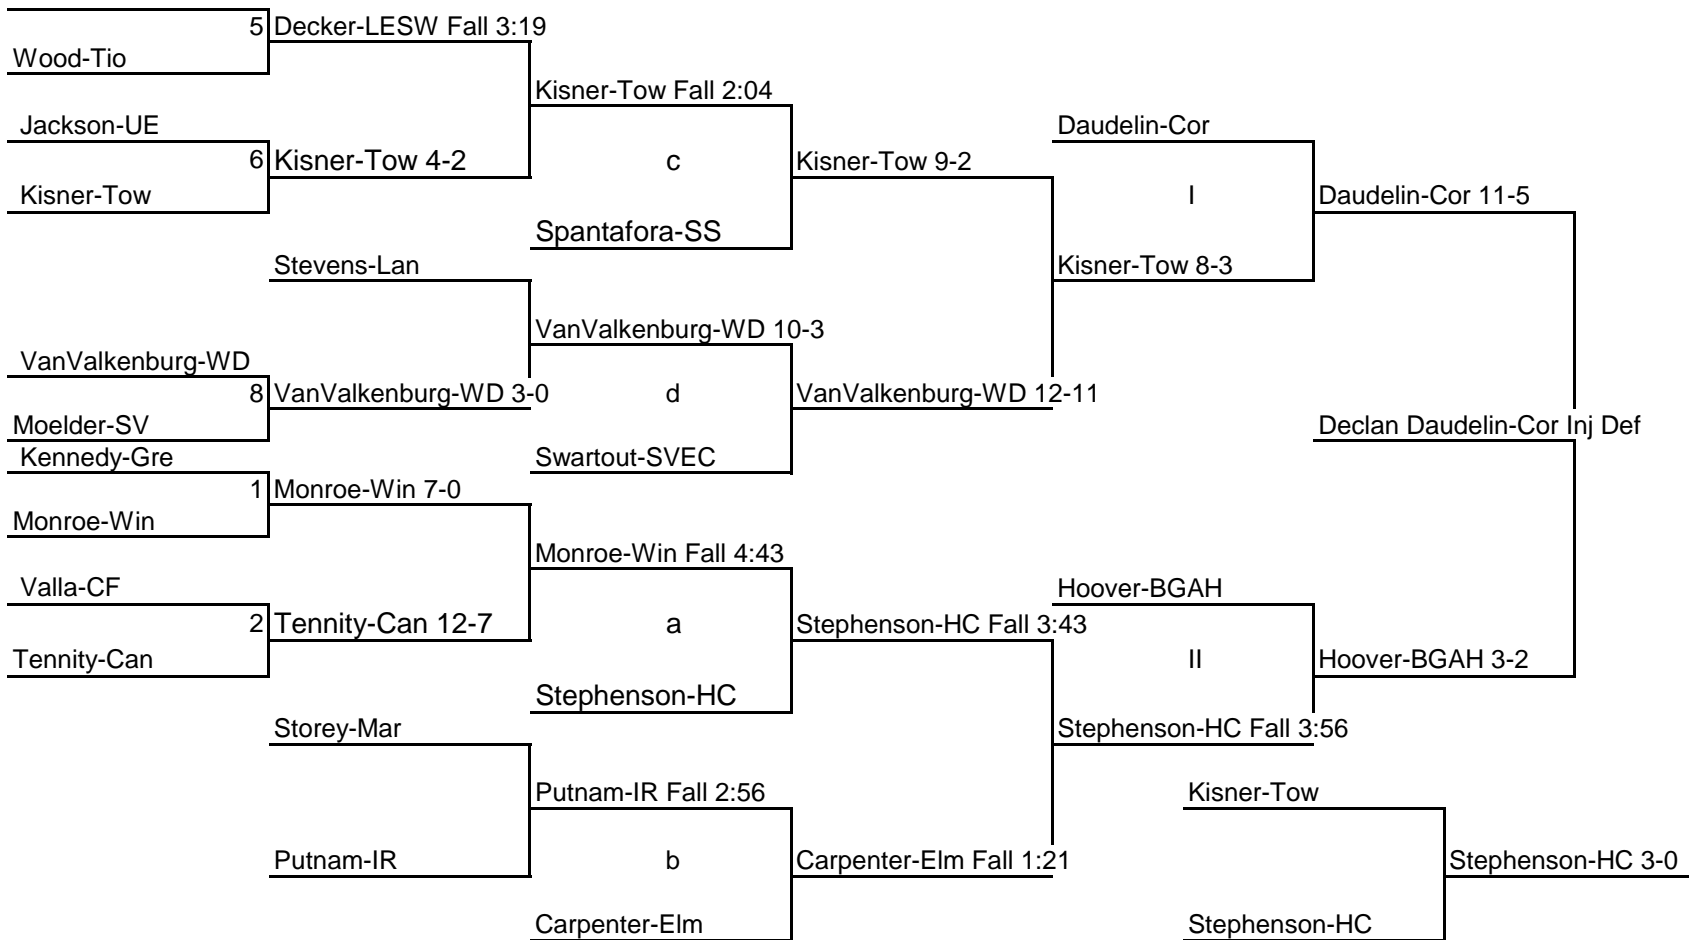 5 Decker-LESW Fall 3:19
Wood-Tio
Kisner-Tow Fall 2:04
Jackson-UE
Daudelin-Cor
6 Kisner-Tow 4-2
c
Kisner-Tow 9-2
Kisner-Tow
I
Daudelin-Cor 11-5
Spantafora-SS
Stevens-Lan
Kisner-Tow 8-3
VanValkenburg-WD 10-3
VanValkenburg-WD
8 VanValkenburg-WD 3-0
d
VanValkenburg-WD 12-11
Moelder-SV
Declan Daudelin-Cor Inj Def
Kennedy-Gre
Swartout-SVEC
1 Monroe-Win 7-0
Monroe-Win
Monroe-Win Fall 4:43
Valla-CF
Hoover-BGAH
2 Tennity-Can 12-7
a
Stephenson-HC Fall 3:43
Tennity-Can
II
Hoover-BGAH 3-2
Stephenson-HC
Storey-Mar
Stephenson-HC Fall 3:56
Putnam-IR Fall 2:56
Kisner-Tow
Putnam-IR
b
Carpenter-Elm Fall 1:21
Stephenson-HC 3-0
Carpenter-Elm
Stephenson-HC